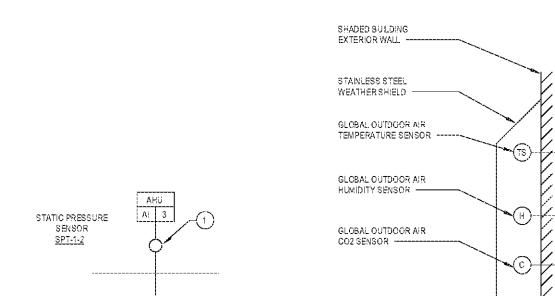 SHADED BUILDING
EXTERIOR WALL
STAINLESS STEEL
WEATHER SHIELD
GLOBAL OUTDOOR AIR
TEMPERATURE SENSOR
TS
GLOBAL OUTDOOR AIR
HUMIDITY SENSOR
H
GLOBAL OUTDOOR AIR
CO2 SENSOR
C
AHU
AI 3
1
STATIC PRESSURE
SENSOR
SPT-1-2